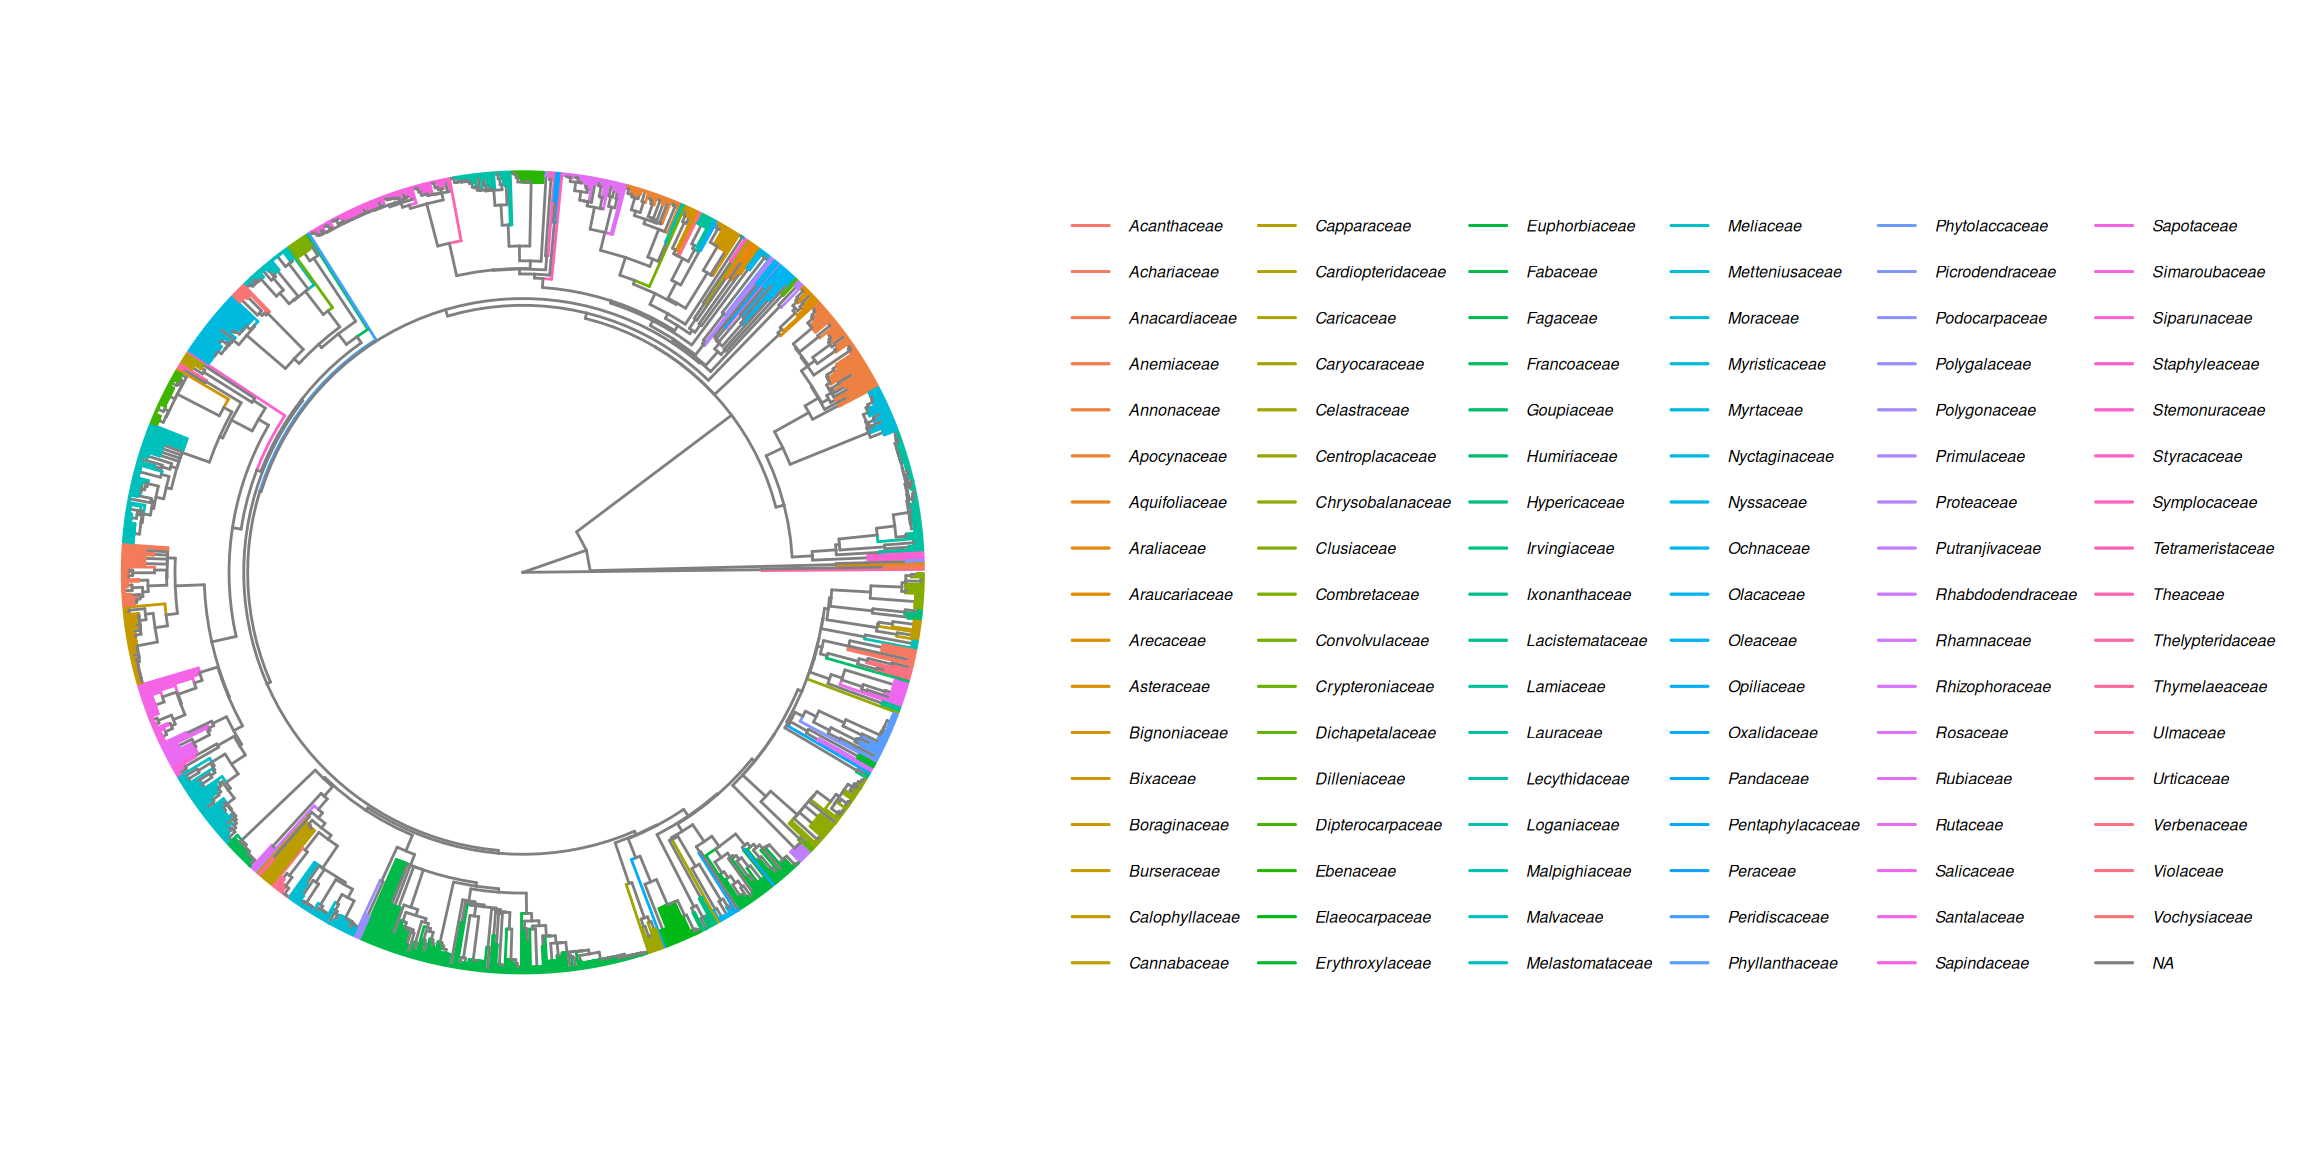 Acanthaceae
Achariaceae
Anacardiaceae
Anemiaceae
Annonaceae
Apocynaceae
Aquifoliaceae
Araliaceae
Araucariaceae
Arecaceae
Asteraceae
Bignoniaceae
Bixaceae
Boraginaceae
Burseraceae
Calophyllaceae
Cannabaceae
Capparaceae
Cardiopteridaceae
Caricaceae
Caryocaraceae
Celastraceae
Centroplacaceae
Chrysobalanaceae
Clusiaceae
Combretaceae
Convolvulaceae
Crypteroniaceae
Dichapetalaceae
Dilleniaceae
Dipterocarpaceae
Ebenaceae
Elaeocarpaceae
Erythroxylaceae
Euphorbiaceae
Fabaceae
Fagaceae
Francoaceae
Goupiaceae
Humiriaceae
Hypericaceae
Irvingiaceae
Ixonanthaceae
Lacistemataceae
Lamiaceae
Lauraceae
Lecythidaceae
Loganiaceae
Malpighiaceae
Malvaceae
Melastomataceae
Meliaceae
Metteniusaceae
Moraceae
Myristicaceae
Myrtaceae
Nyctaginaceae
Nyssaceae
Ochnaceae
Olacaceae
Oleaceae
Opiliaceae
Oxalidaceae
Pandaceae
Pentaphylacaceae
Peraceae
Peridiscaceae
Phyllanthaceae
Phytolaccaceae
Picrodendraceae
Podocarpaceae
Polygalaceae
Polygonaceae
Primulaceae
Proteaceae
Putranjivaceae
Rhabdodendraceae
Rhamnaceae
Rhizophoraceae
Rosaceae
Rubiaceae
Rutaceae
Salicaceae
Santalaceae
Sapindaceae
Sapotaceae
Simaroubaceae
Siparunaceae
Staphyleaceae
Stemonuraceae
Styracaceae
Symplocaceae
Tetrameristaceae
Theaceae
Thelypteridaceae
Thymelaeaceae
Ulmaceae
Urticaceae
Verbenaceae
Violaceae
Vochysiaceae
NA